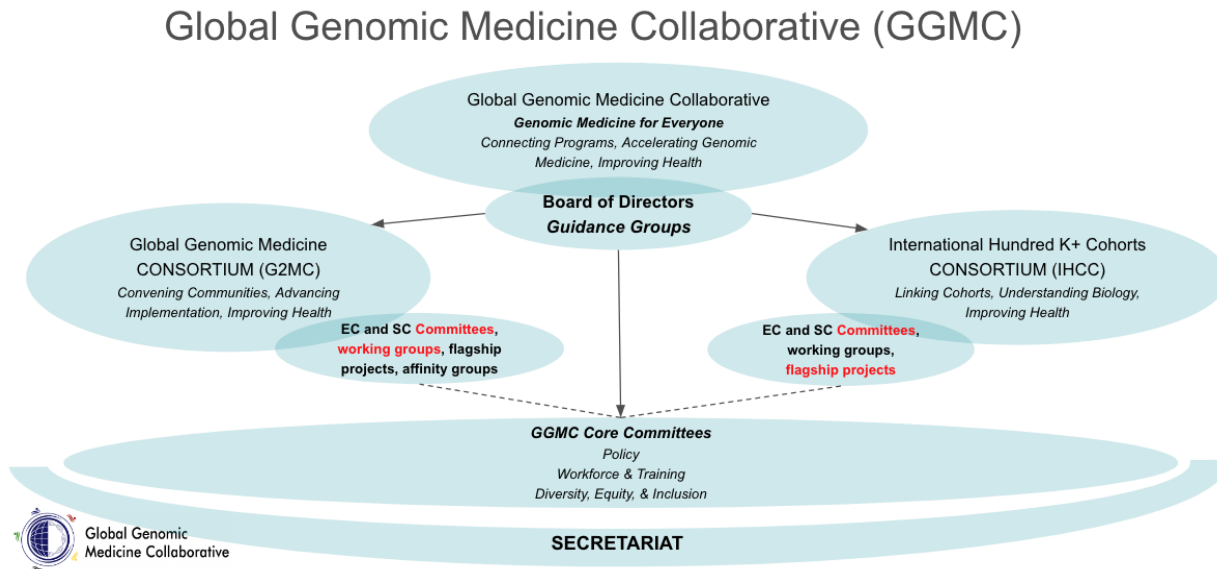 Global Genomic Medicine Collaborative (GGMC)
Global Genomic Medicine Collaborative
Genomic Medicine for Everyone
Connecting Programs, Accelerating Genomic
Medicine, Improving Health
Board of Directors
Guidance Groups
Global Genomic Medicine
CONSORTIUM (G2MC)
Convening Communities, Advancing
Implementation, Improving Health
EC and SC Committees,
working groups, flagship
projects, affinity groups
International Hundred K+ Cohorts
CONSORTIUM (IHCC)
Linking Cohorts, Understanding Biology,
Improving Health
EC and SC Committees,
working groups,
flagship projects
GGMC Core Committees
Policy
Workforce & Training
Diversity, Equity, & Inclusion
SECRETARIAT
Global Genomic
Medicine Collaborative